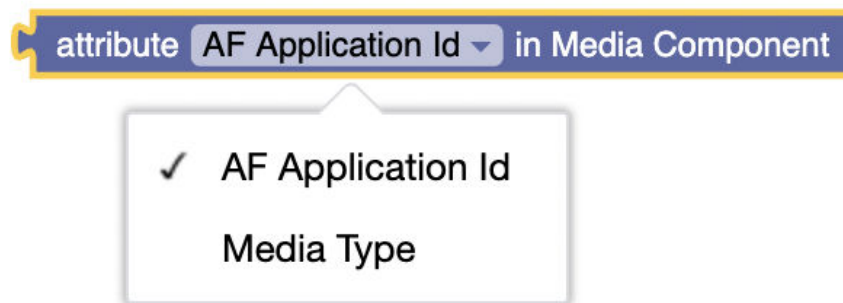 attribute AF Application Id in Media Component
AF Application Id
Media Type